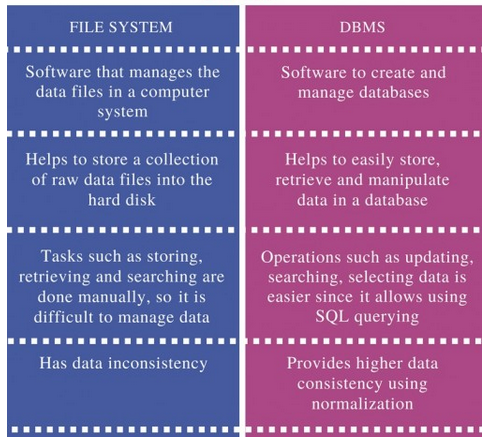 FILE SYSTEM
Software that manages the
data files in a computer
system
Helps to store a collection
of raw data files into the
hard disk
Tasks such as storing,
retrieving and searching are
done manually, so it is
difficult to manage data
Has data inconsistency
DBMS
Software to create and
manage databases
Helps to easily store,
retrieve and manipulate
data in a database
Operations such as updating,
searching, selecting data is
easier since it allows using
SQL querying
Provides higher data
consistency using
normalization